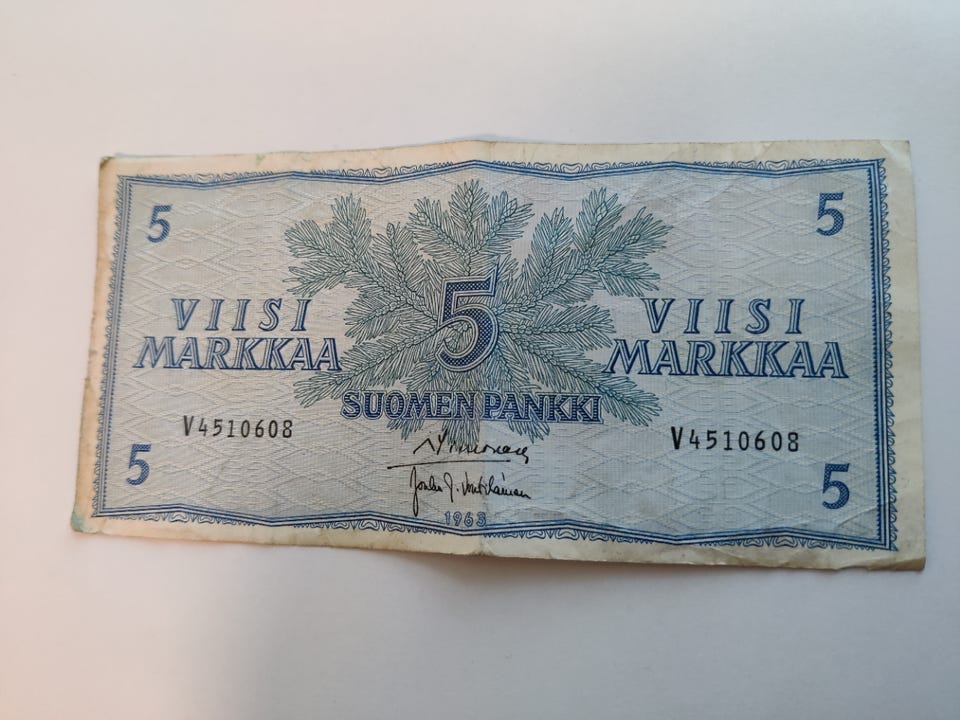 5 5
5
VIISI VIISI
MARKKAA MARKKAA
SUOMEN PANKKI
V4510608 V4510608
5 5
1963